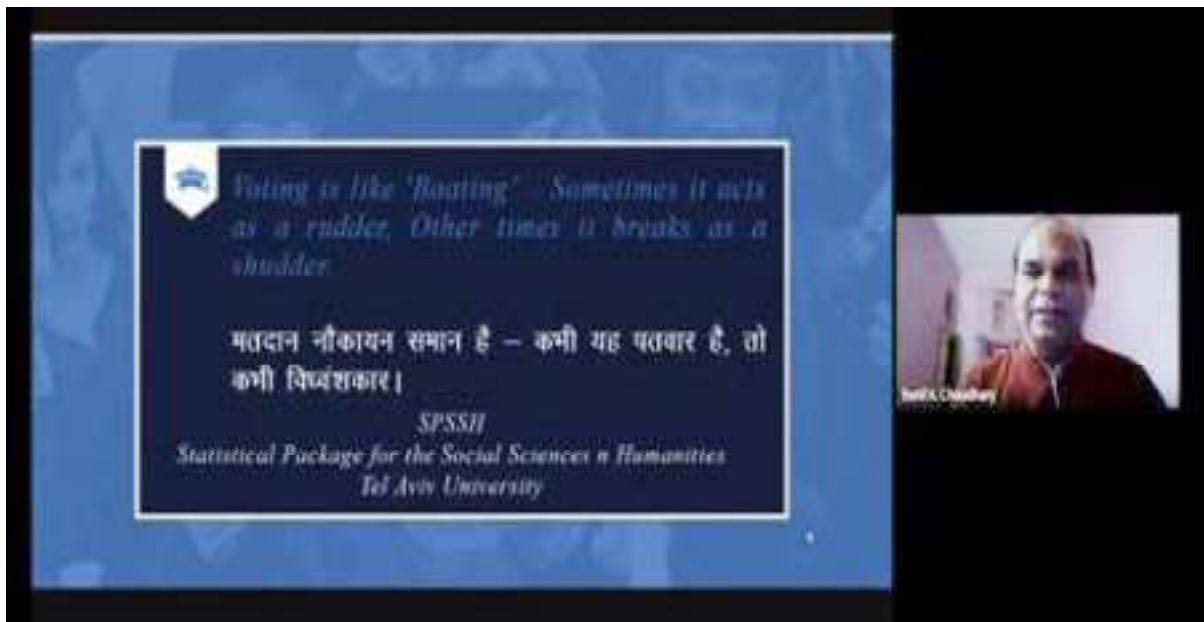 Voting is like 'Boating' Sometimes it acts
as a rudder, Other times it breaks as a
shudder.
मतदान नौकायन समान है – कभी यह पतवार है, तो
कभी विध्वंशकार।
SPSSH
Statistical Package for the Social Sciences n Humanities
Tel Aviv University
Choudhary